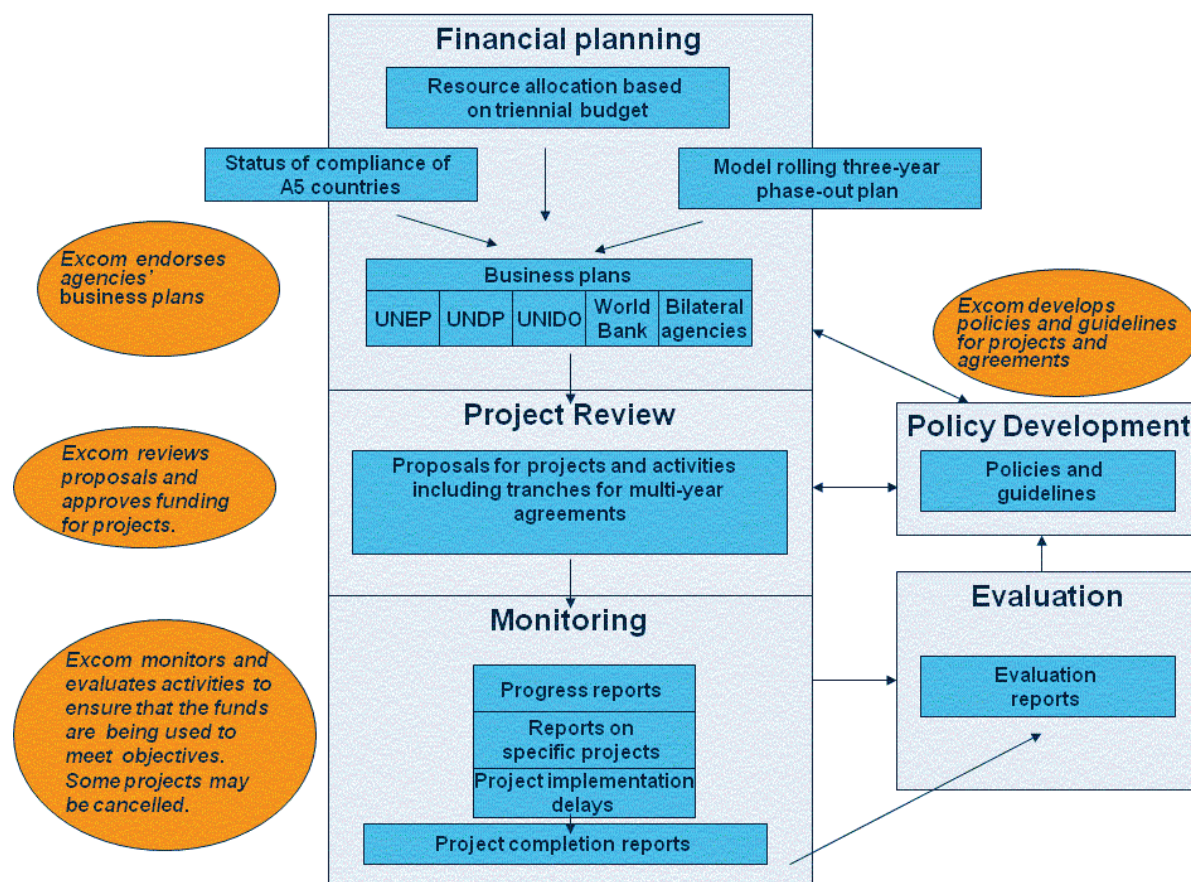 Financial planning
Resource allocation based
on triennial budget
Status of compliance of
A5 countries
Model rolling three-year
phase-out plan
Excom endorses
agencies'
business plans
Business plans
UNEP
UNDP
UNIDO
World
Bank
Bilateral
agencies
Excom develops
policies and guidelines
for projects and
agreements
Project Review
Policy Development
Excom reviews
proposals and
approves funding
for projects.
Proposals for projects and activities
including tranches for multi-year
agreements
Policies and
guidelines
Monitoring
Evaluation
Excom monitors and
evaluates activities to
ensure that the funds
are being used to
meet objectives.
Some projects may
be cancelled.
Progress reports
Reports on
specific projects
Project implementation
delays
Project completion reports
Evaluation
reports